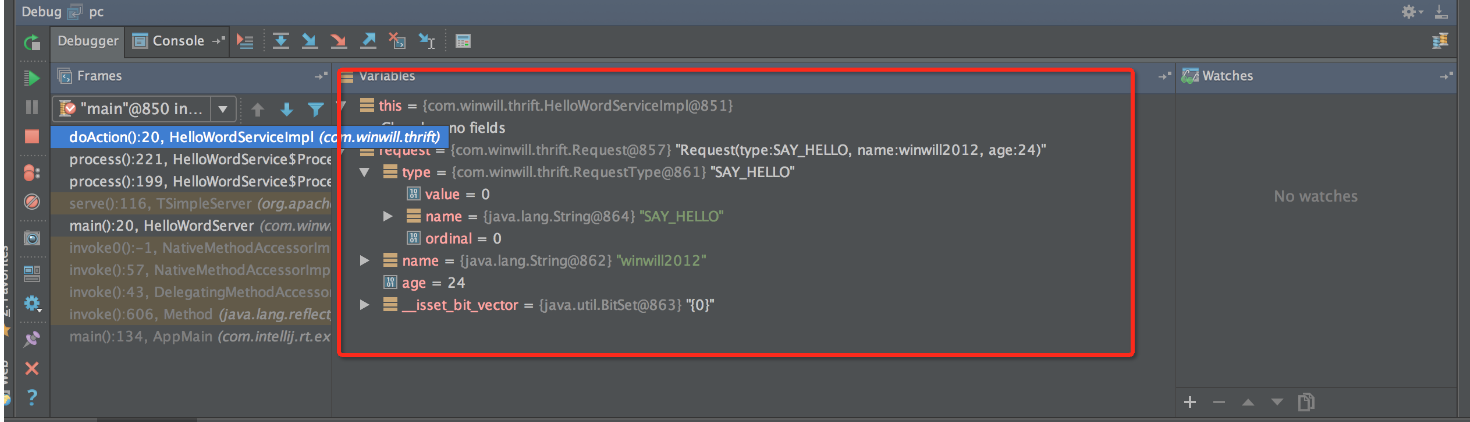 Debug pc
Debugger Console
Frames
Variables
Watches
"main"@850 in...
doAction():20, HelloWordServiceImpl (com.winwill.thrift)
process():221, HelloWordService$Proce
process():199, HelloWordService$Proce
serve():116, TSimpleServer (org.apach
main():20, HelloWordServer (com.winw
invoke0():-1, NativeMethodAccessorIm
invoke():57, NativeMethodAccessorImp
invoke():43, DelegatingMethodAccesso
invoke():606, Method (java.lang.reflect
main():134, AppMain (com.intellij.rt.ex
this = {com.winwill.thrift.HelloWordServiceImpl@851}
no fields
request = {com.winwill.thrift.Request@857} "Request(type:SAY_HELLO, name:winwill2012, age:24)"
type = {com.winwill.thrift.RequestType@861} "SAY_HELLO"
value = 0
name = {java.lang.String@864} "SAY_HELLO"
ordinal = 0
name = {java.lang.String@862} "winwill2012"
age = 24
__isset_bit_vector = {java.util.BitSet@863} "{0}"
No watches
2: Favorites
Web